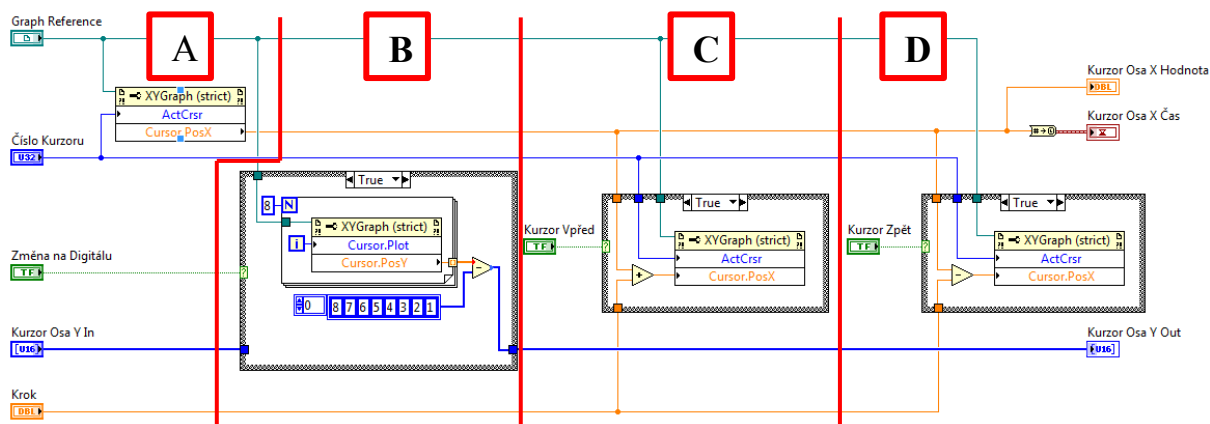 Graph Reference
A
B
C
D
XYGraph (strict)
ActCrsr
Cursor.PosX
Kurzor Osa X Hodnota
DBL
Kurzor Osa X Čas
Číslo Kurzoru
U32
True
8 N
XYGraph (strict)
i
Cursor.Plot
Cursor.PosY
0 8 7 6 5 4 3 2 1
Změna na Digitálu
TF
?
Kurzor Vpřed
TF
?
True
XYGraph (strict)
ActCrsr
Cursor.PosX
+
Kurzor Zpět
TF
?
True
XYGraph (strict)
ActCrsr
Cursor.PosX
-
Kurzor Osa Y In
[U16]
Kurzor Osa Y Out
[U16]
Krok
DBL